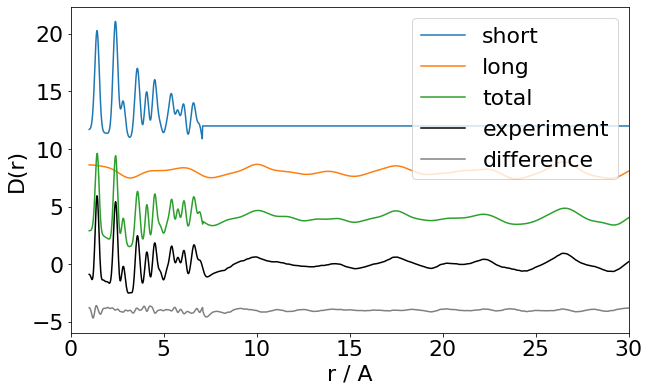 short
long
total
experiment
difference
D(r)
20
15
10
5
0
−5
0 5 10 15 20 25 30
r / A